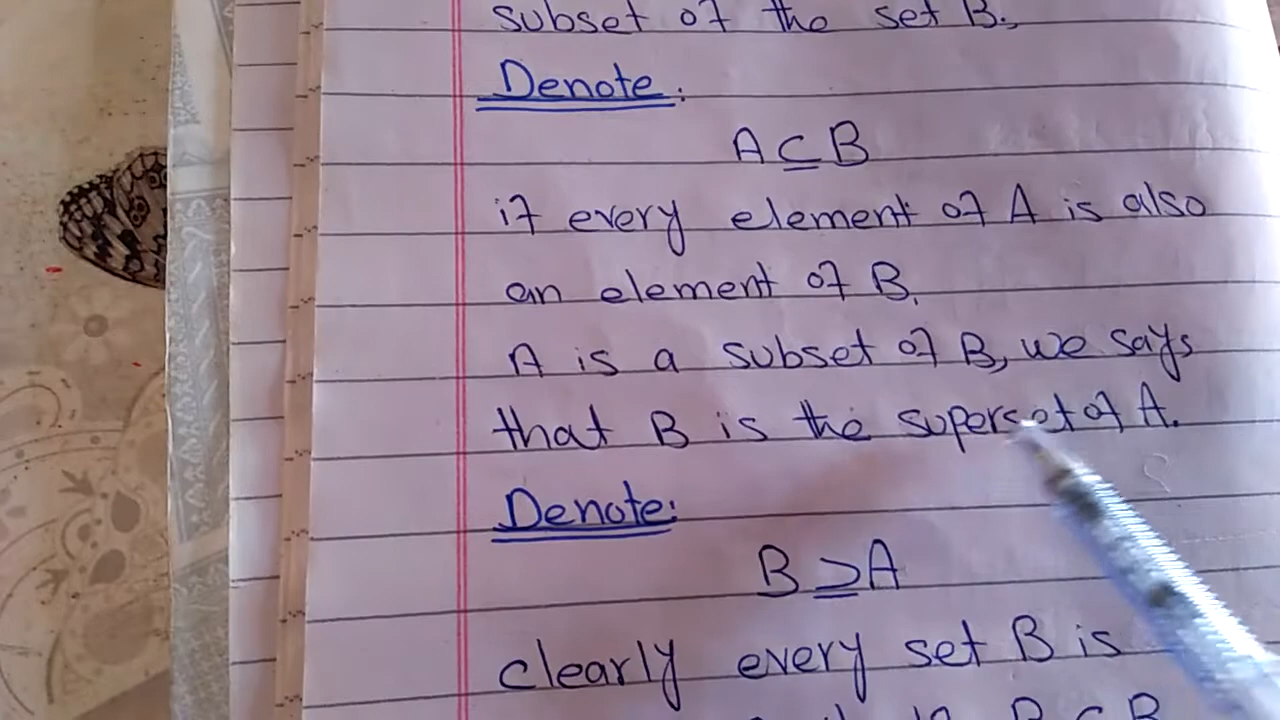 subset of the set B.
Denote:
A ⊆ B
if every element of A is also
an element of B.
A is a subset of B, we says
that B is the superset of A.
Denote:
B ⊇ A
clearly every set B is
B ⊆ B